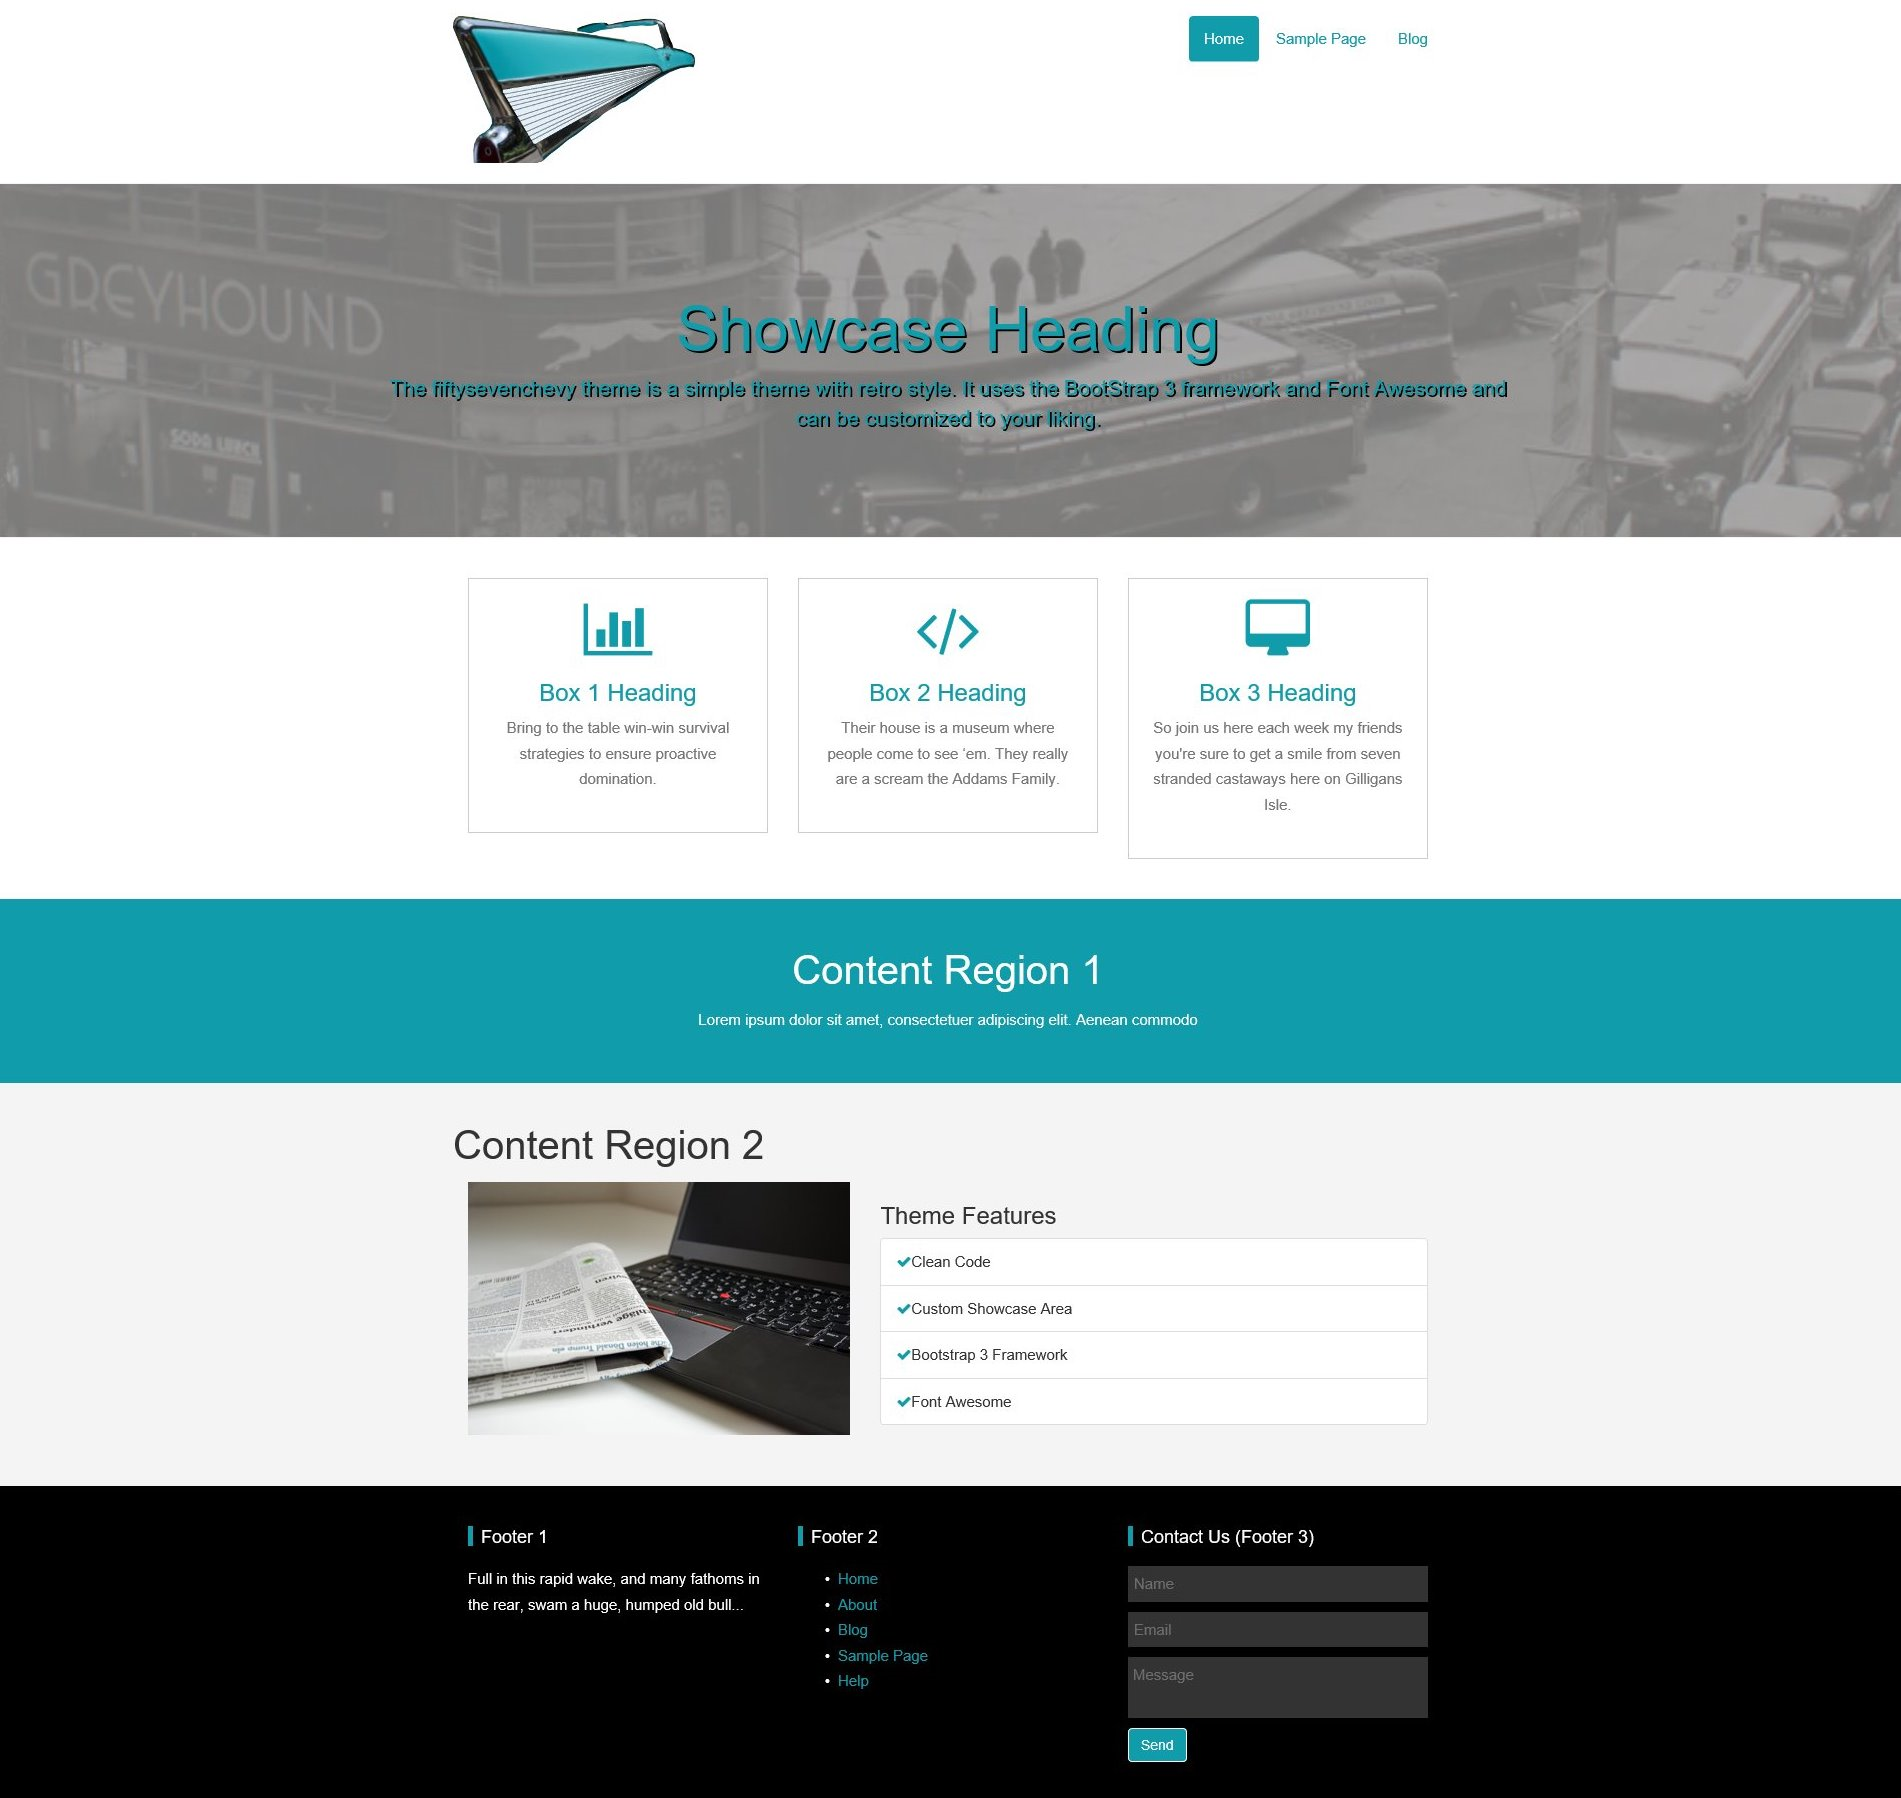 Home Sample Page Blog
GREYHOUND
Showcase Heading
The fiftysevenchevy theme is a simple theme with retro style. It uses the BootStrap 3 framework and Font Awesome and
can be customized to your liking.
SODA LUNCH
Box 1 Heading
Bring to the table win-win survival
strategies to ensure proactive
domination.
Box 2 Heading
Their house is a museum where
people come to see ‘em. They really
are a scream the Addams Family.
Box 3 Heading
So join us here each week my friends
you're sure to get a smile from seven
stranded castaways here on Gilligans
Isle.
Content Region 1
Lorem ipsum dolor sit amet, consectetuer adipiscing elit. Aenean commodo
Content Region 2
Theme Features
Clean Code
Custom Showcase Area
Bootstrap 3 Framework
Font Awesome
Footer 1
Full in this rapid wake, and many fathoms in
the rear, swam a huge, humped old bull...
Footer 2
• Home
• About
• Blog
• Sample Page
• Help
Contact Us (Footer 3)
Name
Email
Message
Send